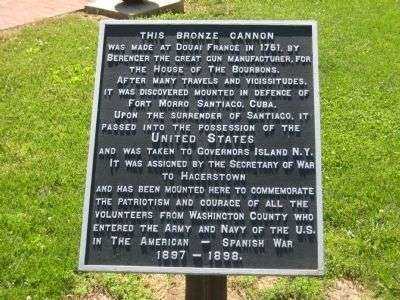 THIS BRONZE CANNON
WAS MADE AT DOUAI FRANCE IN 1761, BY
BERENGER THE GREAT GUN MANUFACTURER, FOR
THE HOUSE OF THE BOURBONS.
AFTER MANY TRAVELS AND VICISSITUDES,
IT WAS DISCOVERED MOUNTED IN DEFENCE OF
FORT MORRO SANTIAGO, CUBA.
UPON THE SURRENDER OF SANTIAGO, IT
PASSED INTO THE POSSESSION OF THE
UNITED STATES
AND WAS TAKEN TO GOVERNORS ISLAND N.Y.
IT WAS ASSIGNED BY THE SECRETARY OF WAR
TO HAGERSTOWN
AND HAS BEEN MOUNTED HERE TO COMMEMORATE
THE PATRIOTISM AND COURAGE OF ALL THE
VOLUNTEERS FROM WASHINGTON COUNTY WHO
ENTERED THE ARMY AND NAVY OF THE U.S.
IN THE AMERICAN — SPANISH WAR
1897 — 1898.